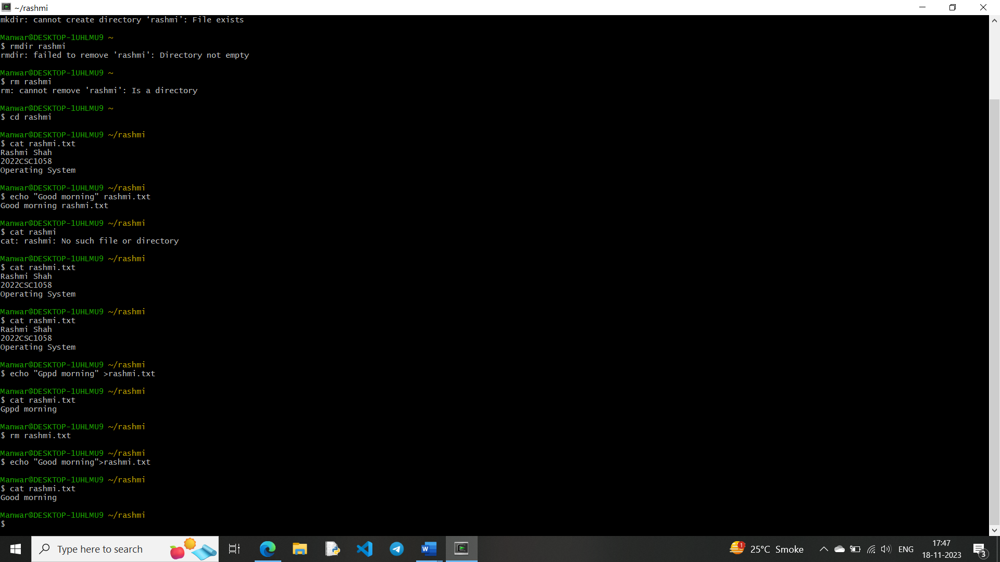 ~/rashmi
mkdir: cannot create directory ‘rashmi’: File exists
Manwar@DESKTOP-1UHLMU9 ~
$ rmdir rashmi
rmdir: failed to remove 'rashmi': Directory not empty
Manwar@DESKTOP-1UHLMU9 ~
$ rm rashmi
rm: cannot remove 'rashmi': Is a directory
Manwar@DESKTOP-1UHLMU9 ~
$ cd rashmi
Manwar@DESKTOP-1UHLMU9 ~/rashmi
$ cat rashmi.txt
Rashmi Shah
2022CSC1058
Operating System
Manwar@DESKTOP-1UHLMU9 ~/rashmi
$ echo "Good morning" rashmi.txt
Good morning rashmi.txt
Manwar@DESKTOP-1UHLMU9 ~/rashmi
$ cat rashmi
cat: rashmi: No such file or directory
Manwar@DESKTOP-1UHLMU9 ~/rashmi
$ cat rashmi.txt
Rashmi Shah
2022CSC1058
Operating System
Manwar@DESKTOP-1UHLMU9 ~/rashmi
$ cat rashmi.txt
Rashmi Shah
2022CSC1058
Operating System
Manwar@DESKTOP-1UHLMU9 ~/rashmi
$ echo "Gppd morning" >rashmi.txt
Manwar@DESKTOP-1UHLMU9 ~/rashmi
$ cat rashmi.txt
Gppd morning
Manwar@DESKTOP-1UHLMU9 ~/rashmi
$ rm rashmi.txt
Manwar@DESKTOP-1UHLMU9 ~/rashmi
$ echo "Good morning">rashmi.txt
Manwar@DESKTOP-1UHLMU9 ~/rashmi
$ cat rashmi.txt
Good morning
Manwar@DESKTOP-1UHLMU9 ~/rashmi
$
Type here to search
W
1
25°C Smoke
ENG
17:47
18-11-2023
3